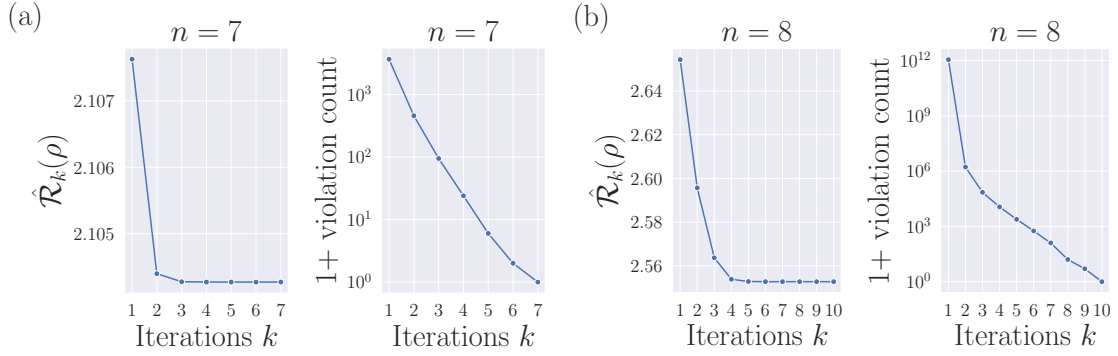 (a)
n = 7
2.107
2.106
2.105
R̂_k(ρ)
1 2 3 4 5 6 7
Iterations k
n = 7
10^3
10^2
10^1
10^0
1+ violation count
1 2 3 4 5 6 7
Iterations k
(b)
n = 8
2.64
2.62
2.60
2.58
2.56
R̂_k(ρ)
1 2 3 4 5 6 7 8 9 10
Iterations k
n = 8
10^12
10^9
10^6
10^3
10^0
1+ violation count
1 2 3 4 5 6 7 8 9 10
Iterations k